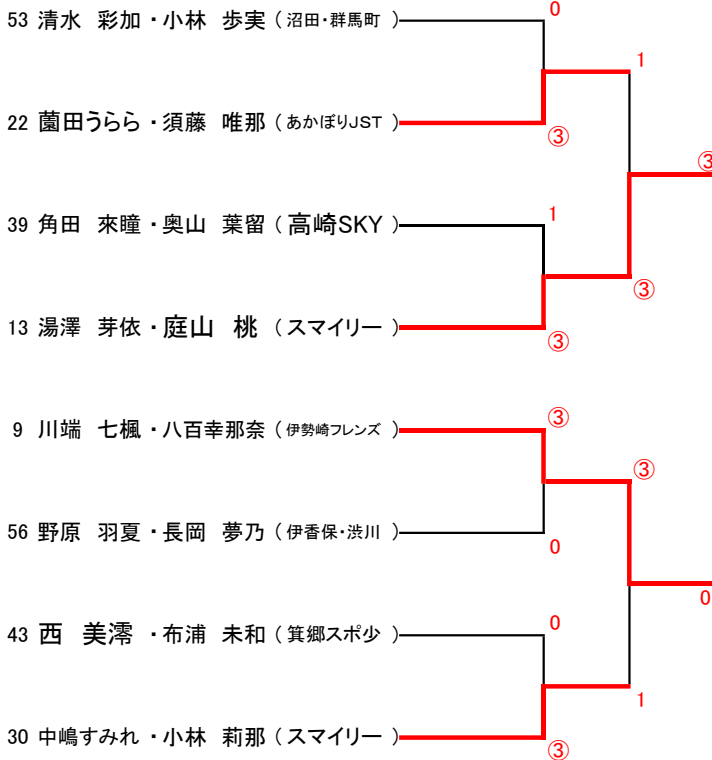 53 清水 彩加・小林 歩実 ( 沼田・群馬町 )
0
1
22 薗田うらら・須藤 唯那 ( あかぼりJST )
③
③
39 角田 來瞳・奥山 葉留 ( 高崎SKY )
1
③
13 湯澤 芽依・庭山 桃 ( スマイリー )
③
9 川端 七楓・八百幸那奈 ( 伊勢崎フレンズ )
③
③
56 野原 羽夏・長岡 夢乃 ( 伊香保・渋川 )
0
0
43 西 美澪 ・布浦 未和 ( 箕郷スポ少 )
0
1
30 中嶋すみれ・小林 莉那 ( スマイリー )
③